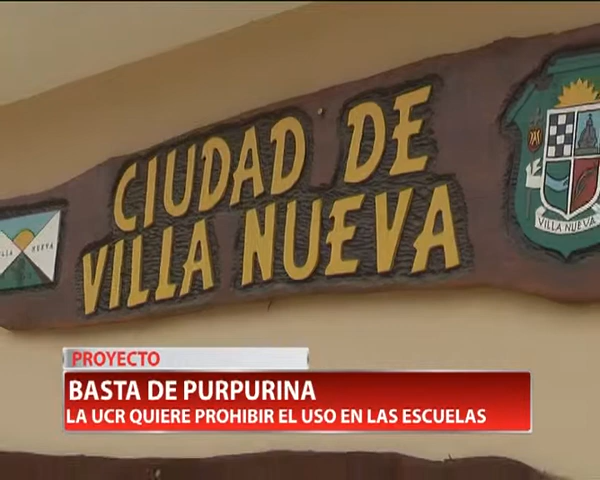 CIUDAD DE
VILLA NUEVA
VILLA NUEVA
PROYECTO
BASTA DE PURPURINA
LA UCR QUIERE PROHIBIR EL USO EN LAS ESCUELAS